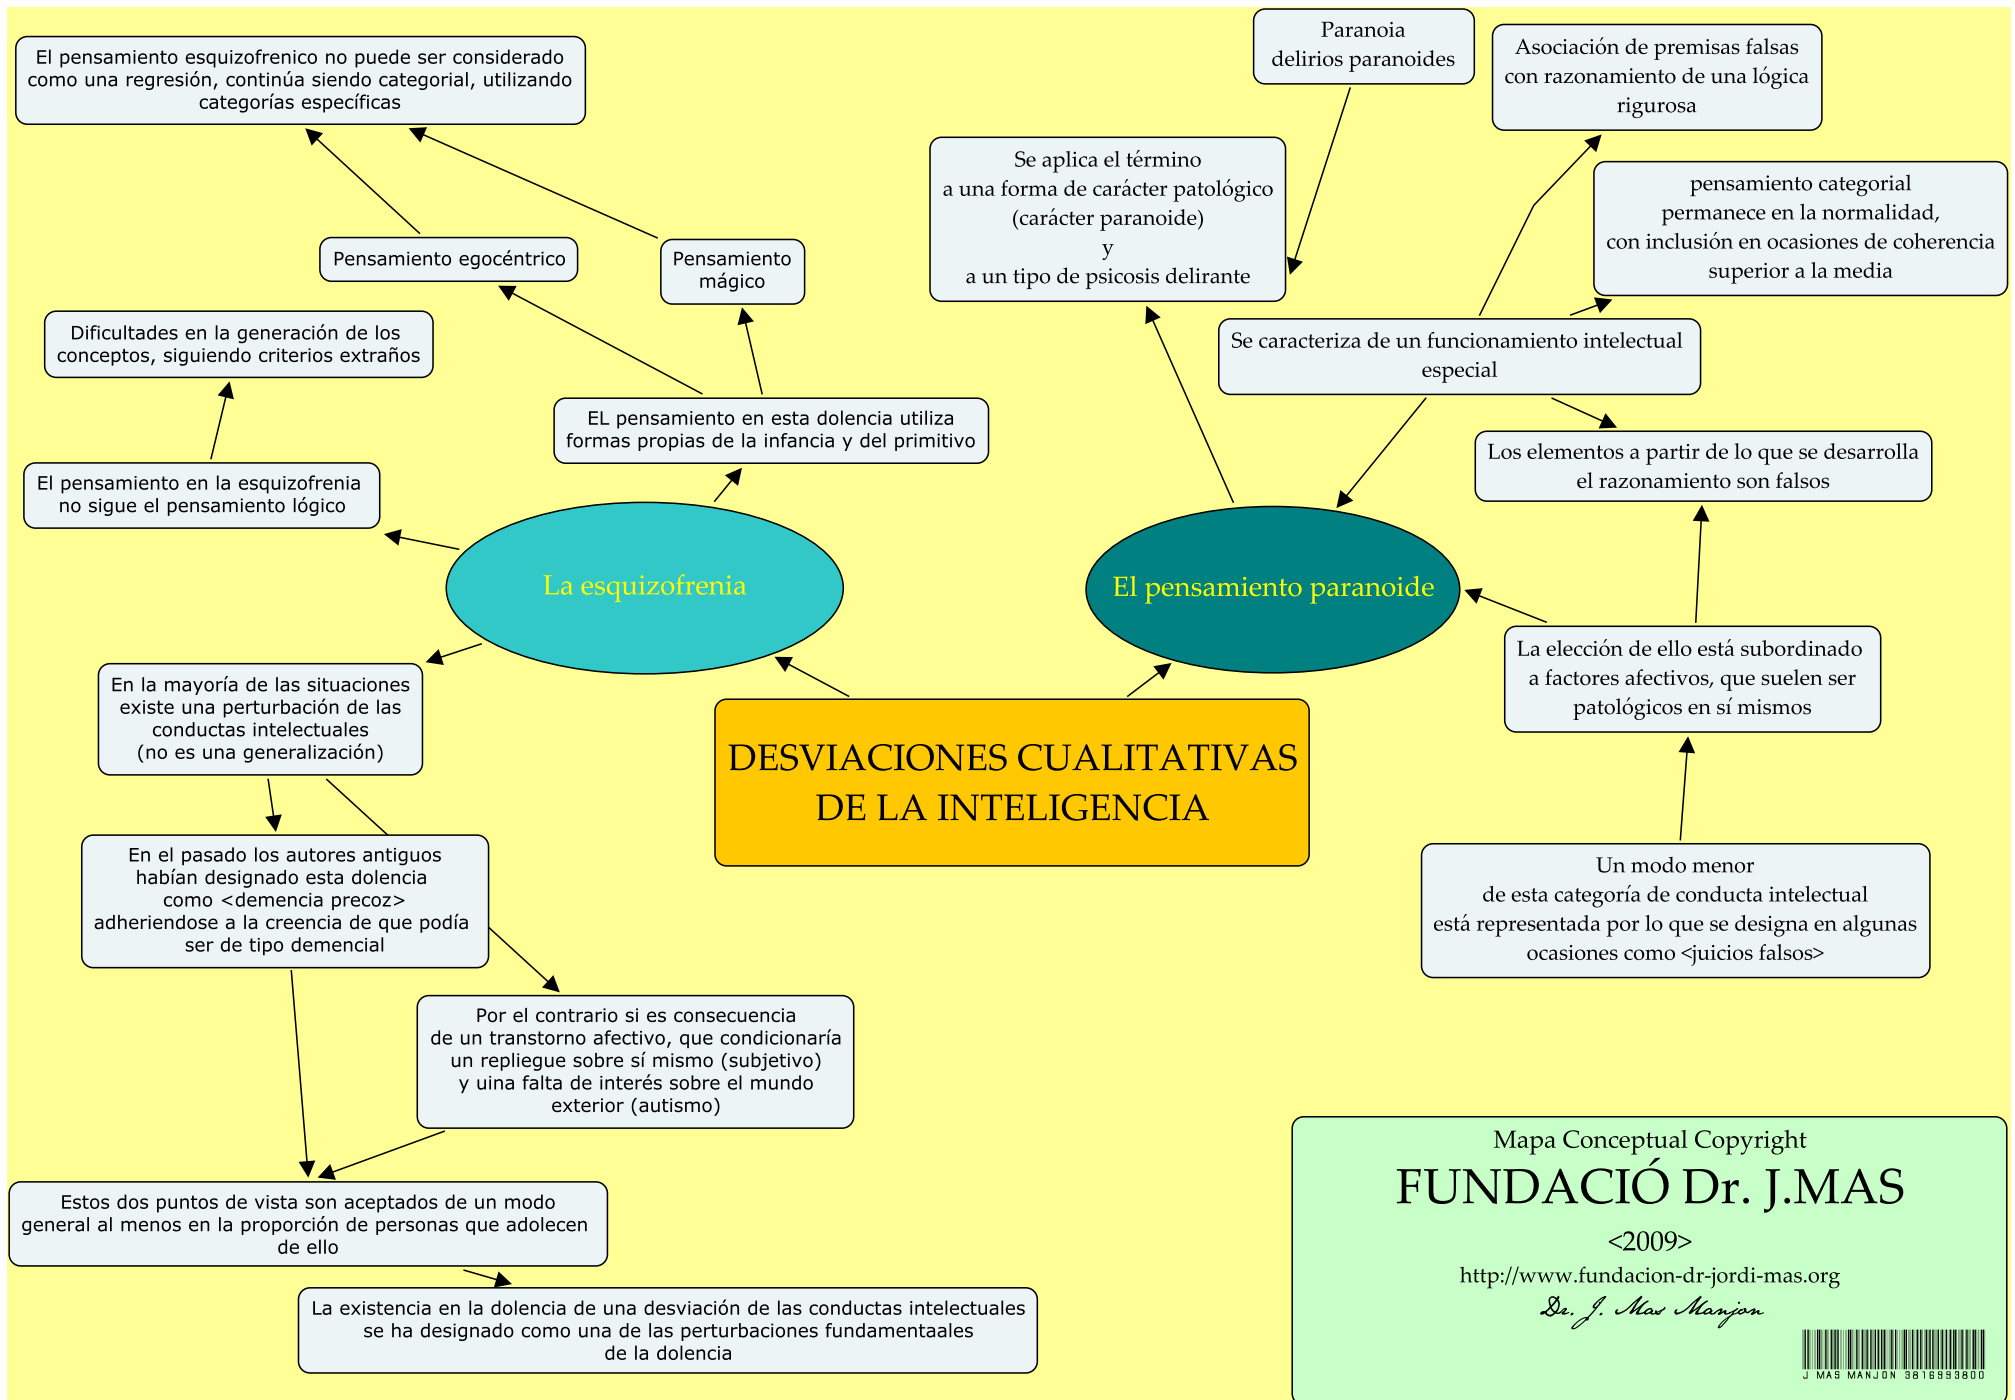 El pensamiento esquizofrenico no puede ser considerado
como una regresión, continúa siendo categorial, utilizando
categorías específicas
Pensamiento egocéntrico
Pensamiento
mágico
Dificultades en la generación de los
conceptos, siguiendo criterios extraños
EL pensamiento en esta dolencia utiliza
formas propias de la infancia y del primitivo
El pensamiento en la esquizofrenia
no sigue el pensamiento lógico
La esquizofrenia
En la mayoría de las situaciones
existe una perturbación de las
conductas intelectuales
(no es una generalización)
En el pasado los autores antiguos
habían designado esta dolencia
como <demencia precoz>
adheriendose a la creencia de que podía
ser de tipo demencial
Por el contrario si es consecuencia
de un transtorno afectivo, que condicionaría
un repliegue sobre sí mismo (subjetivo)
y uina falta de interés sobre el mundo
exterior (autismo)
Estos dos puntos de vista son aceptados de un modo
general al menos en la proporción de personas que adolecen
de ello
La existencia en la dolencia de una desviación de las conductas intelectuales
se ha designado como una de las perturbaciones fundamentaales
de la dolencia
DESVIACIONES CUALITATIVAS
DE LA INTELIGENCIA
Paranoia
delirios paranoides
Asociación de premisas falsas
con razonamiento de una lógica
rigurosa
Se aplica el término
a una forma de carácter patológico
(carácter paranoide)
y
a un tipo de psicosis delirante
pensamiento categorial
permanece en la normalidad,
con inclusión en ocasiones de coherencia
superior a la media
Se caracteriza de un funcionamiento intelectual
especial
Los elementos a partir de lo que se desarrolla
el razonamiento son falsos
El pensamiento paranoide
La elección de ello está subordinado
a factores afectivos, que suelen ser
patológicos en sí mismos
Un modo menor
de esta categoría de conducta intelectual
está representada por lo que se designa en algunas
ocasiones como <juicios falsos>
Mapa Conceptual Copyright
FUNDACIÓ Dr. J.MAS
<2009>
http://www.fundacion-dr-jordi-mas.org
Dr. J. Mas Manjon
J MAS MANJON 3816993800